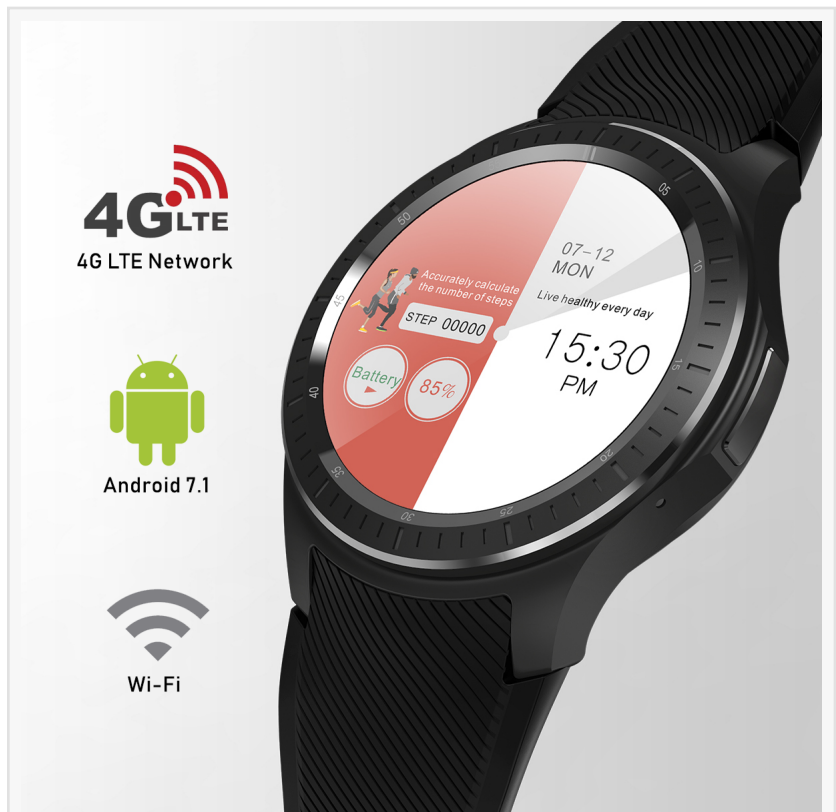 4G LTE
4G LTE Network
Android 7.1
Wi-Fi
50
05
10
45
15
40
35
20
30
25
Accurately calculate
the number of steps
STEP 00000
Battery
85%
07-12
MON
Live healthy every day
15:30
PM